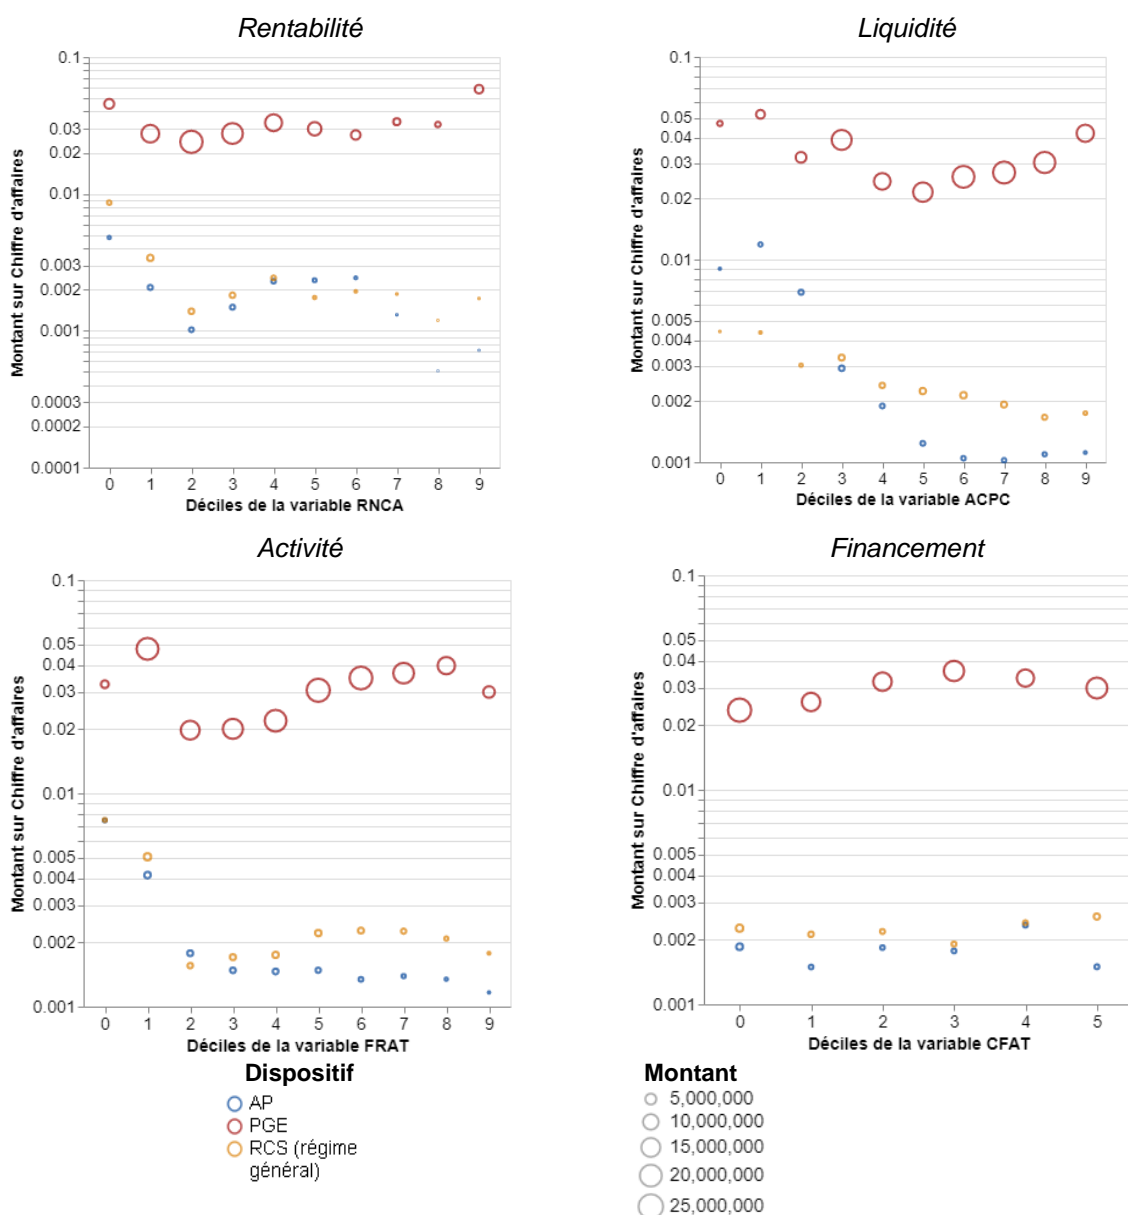 Rentabilité
0.1
0.03
0.02
0.01
0.003
0.002
0.001
0.0003
0.0002
0.0001
Montant sur Chiffre d'affaires
0 1 2 3 4 5 6 7 8 9
Déciles de la variable RNCA
Liquidité
0.1
0.05
0.04
0.03
0.02
0.01
0.005
0.004
0.003
0.002
0.001
Montant sur Chiffre d'affaires
0 1 2 3 4 5 6 7 8 9
Déciles de la variable ACPC
Activité
0.1
0.05
0.04
0.03
0.02
0.01
0.005
0.004
0.003
0.002
0.001
Montant sur Chiffre d'affaires
0 1 2 3 4 5 6 7 8 9
Déciles de la variable FRAT
Financement
0.1
0.05
0.04
0.03
0.02
0.01
0.005
0.004
0.003
0.002
0.001
Montant sur Chiffre d'affaires
0 1 2 3 4 5
Déciles de la variable CFAT
Dispositif
AP
PGE
RCS (régime
général)
Montant
5,000,000
10,000,000
15,000,000
20,000,000
25,000,000